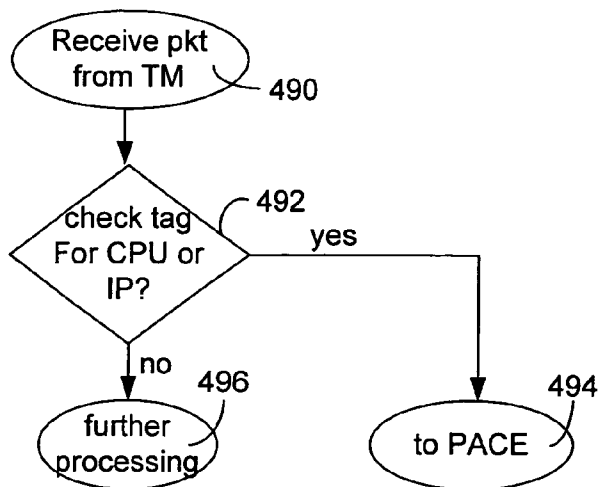 Receive pkt
from TM
490
check tag
For CPU or
IP?
492
yes
no
496
further
processing
494
to PACE